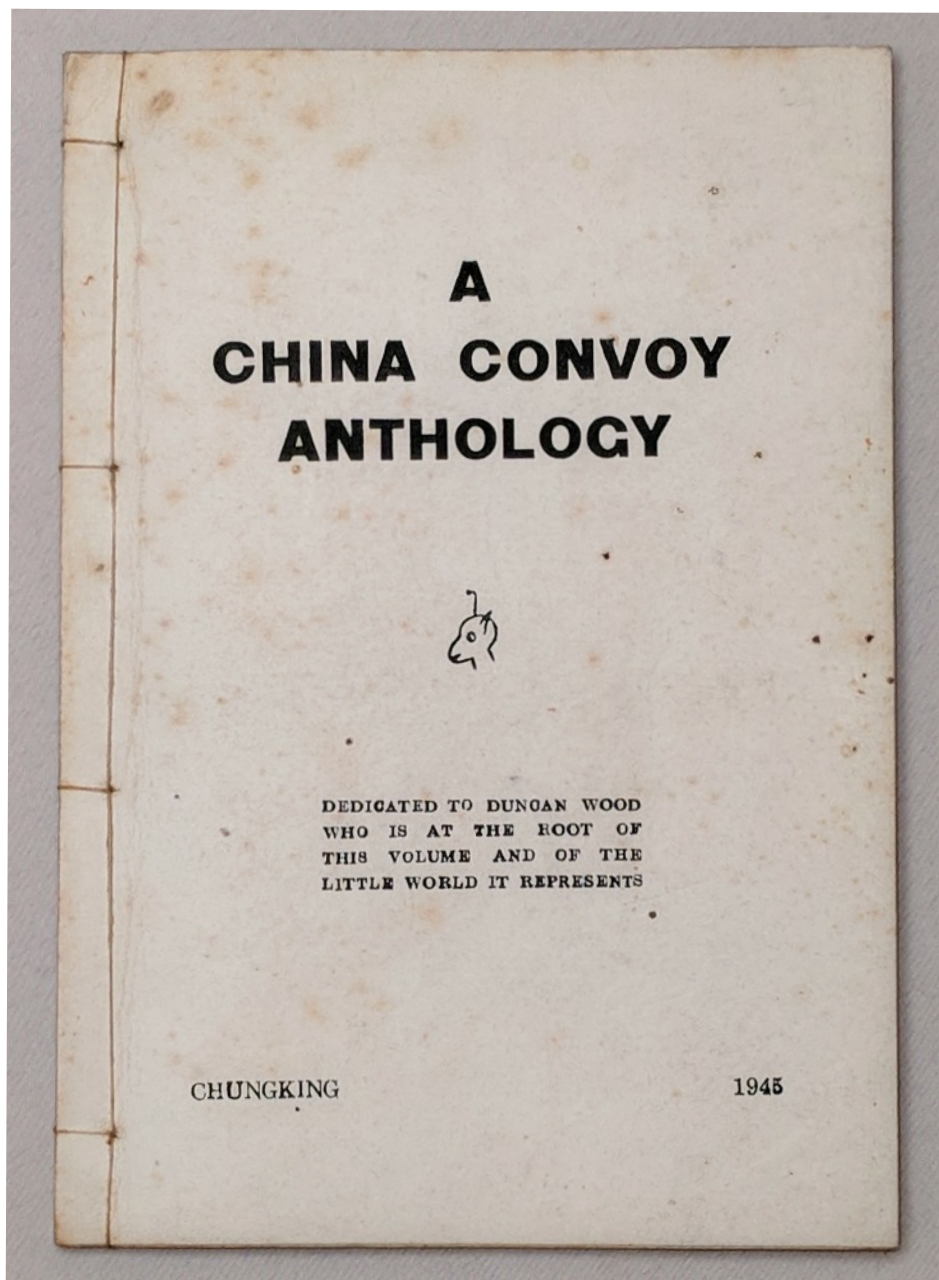 A
CHINA CONVOY
ANTHOLOGY
DEDICATED TO DUNCAN WOOD
WHO IS AT THE ROOT OF
THIS VOLUME AND OF THE
LITTLE WORLD IT REPRESENTS
CHUNGKING 1945